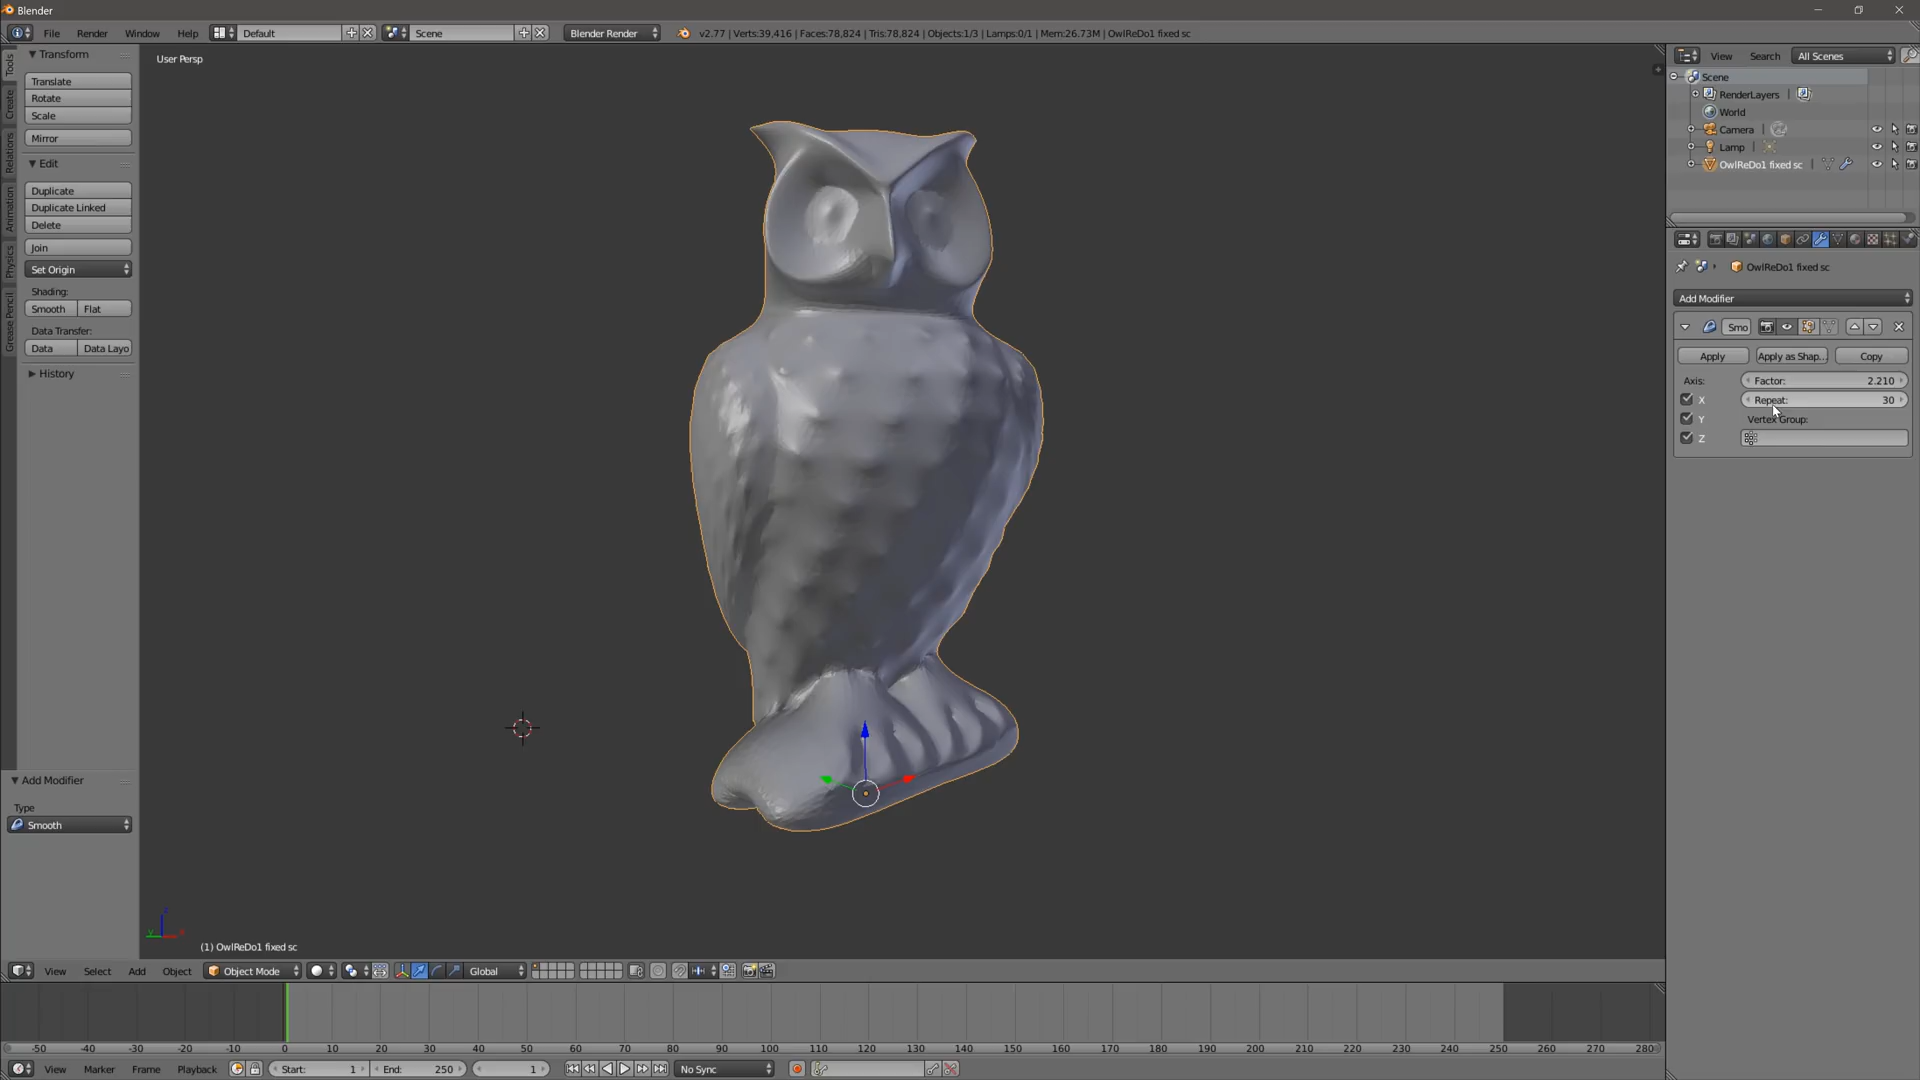 Blender
File Render Window Help Default Scene Blender Render v2.77 | Verts:39,416 | Faces:78,824 | Tris:78,824 | Objects:1/3 | Lamps:0/1 | Mem:26.73M | OwlReDo1 fixed sc
Tools
Create
Relations
Animation
Physics
Grease Pencil
Transform
Translate
Rotate
Scale
Mirror
Edit
Duplicate
Duplicate Linked
Delete
Join
Set Origin
Shading:
Smooth Flat
Data Transfer:
Data Data Layo
History
Add Modifier
Type
Smooth
User Persp
(1) OwlReDo1 fixed sc
View Search All Scenes
Scene
RenderLayers
World
Camera
Lamp
OwlReDo1 fixed sc
OwlReDo1 fixed sc
Add Modifier
Smo
Apply Apply as Shap... Copy
Axis: Factor: 2.210
X Repeat: 30
Y Vertex Group:
Z
View Select Add Object Object Mode Global
-50 -40 -30 -20 -10 0 10 20 30 40 50 60 70 80 90 100 110 120 130 140 150 160 170 180 190 200 210 220 230 240 250 260 270 280
View Marker Frame Playback Start: 1 End: 250 1 No Sync